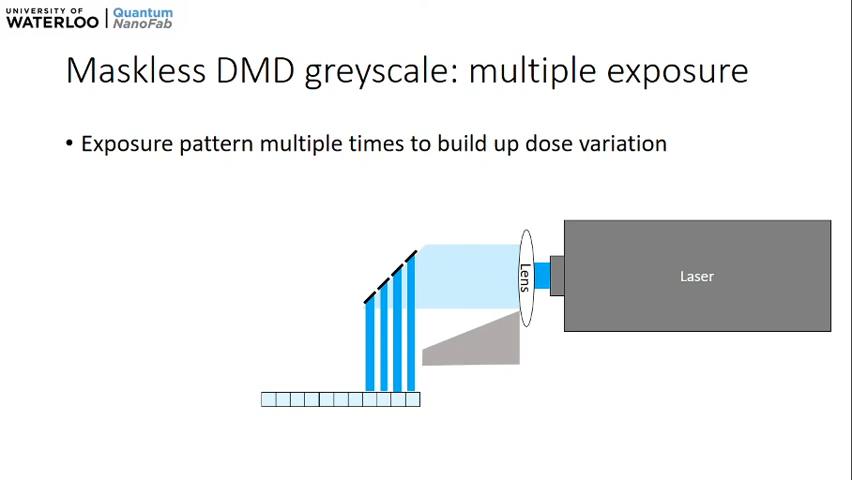 UNIVERSITY OF
WATERLOO
Quantum
NanoFab
Maskless DMD greyscale: multiple exposure
• Exposure pattern multiple times to build up dose variation
Lens
Laser